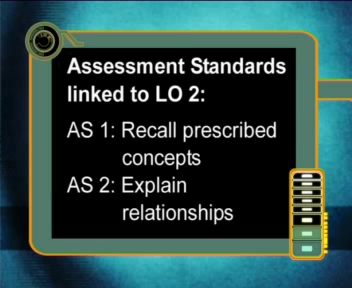 Assessment Standards
linked to LO 2:
AS 1: Recall prescribed
concepts
AS 2: Explain
relationships